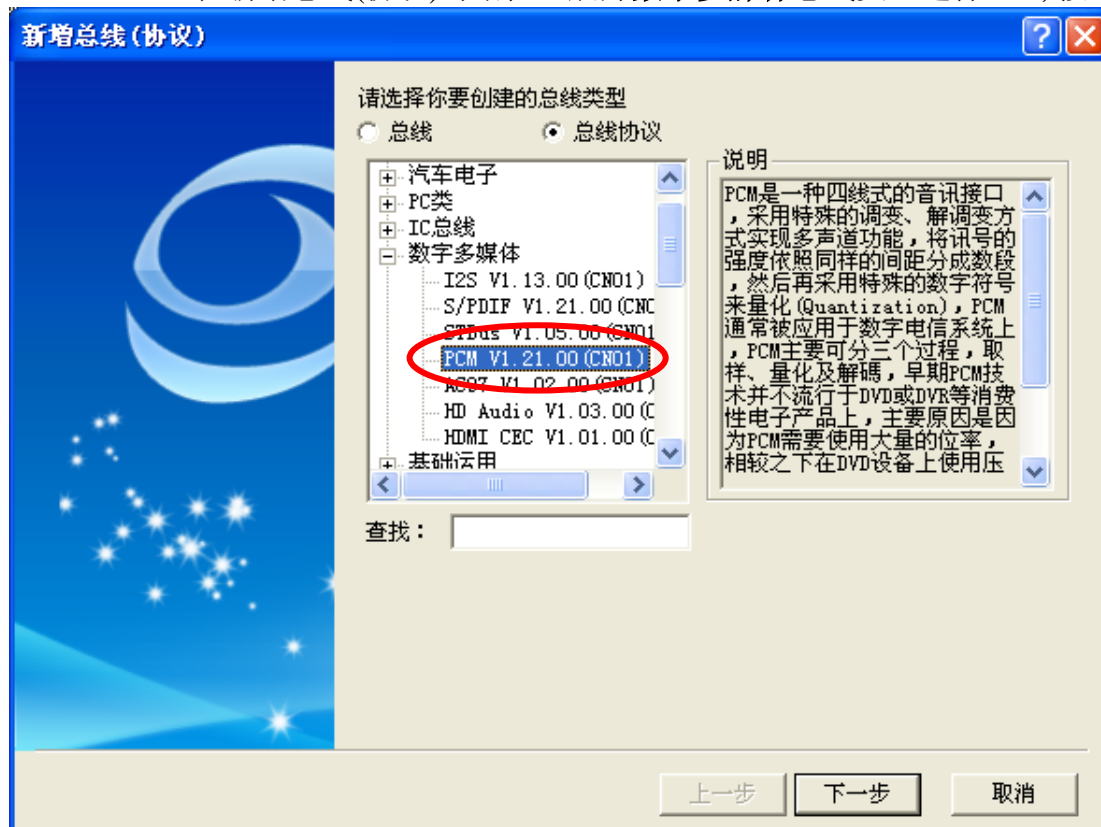 新增总线(协议)
请选择你要创建的总线类型
总线
总线协议
汽车电子
PC类
IC总线
数字多媒体
I2S V1.13.00(CN01)
S/PDIF V1.21.00(CNC
STBus V1.05.00(CN01
PCM V1.21.00(CN01)
AC97 V1.02.00(CN01)
HD Audio V1.03.00(C
HDMI CEC V1.01.00(C
基础运用
查找：
说明
PCM是一种四线式的音讯接口
，采用特殊的调变、解调变方
式实现多声道功能，将讯号的
强度依照同样的间距分成数段
，然后再采用特殊的数字符号
来量化(Quantization)，PCM
通常被应用于数字电信系统上
，PCM主要可分三个过程，取
样、量化及解碼，早期PCM技
术并不流行于DVD或DVR等消费
性电子产品上，主要原因是因
为PCM需要使用大量的位率，
相较之下在DVD设备上使用压
上一步
下一步
取消